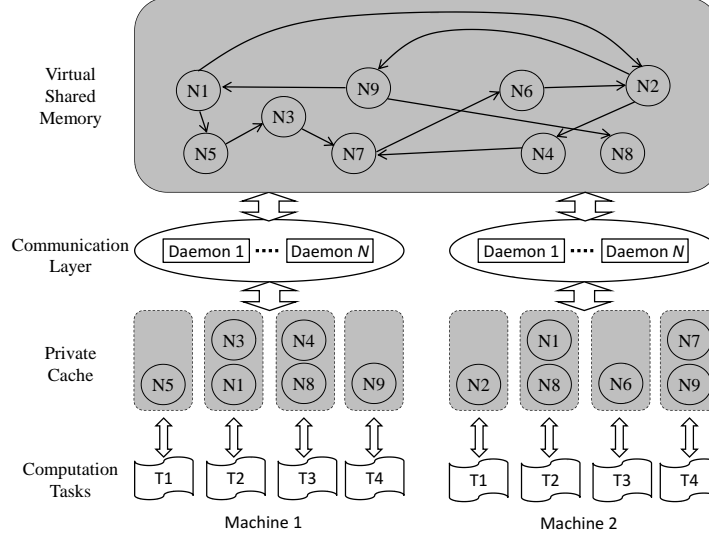 Virtual
Shared
Memory
N1
N9
N6
N2
N3
N5
N7
N4
N8
Communication
Layer
Daemon 1 ···· Daemon N
Daemon 1 ···· Daemon N
Private
Cache
N3
N4
N1
N7
N5
N1
N8
N9
N2
N8
N6
N9
Computation
Tasks
T1
T2
T3
T4
T1
T2
T3
T4
Machine 1
Machine 2